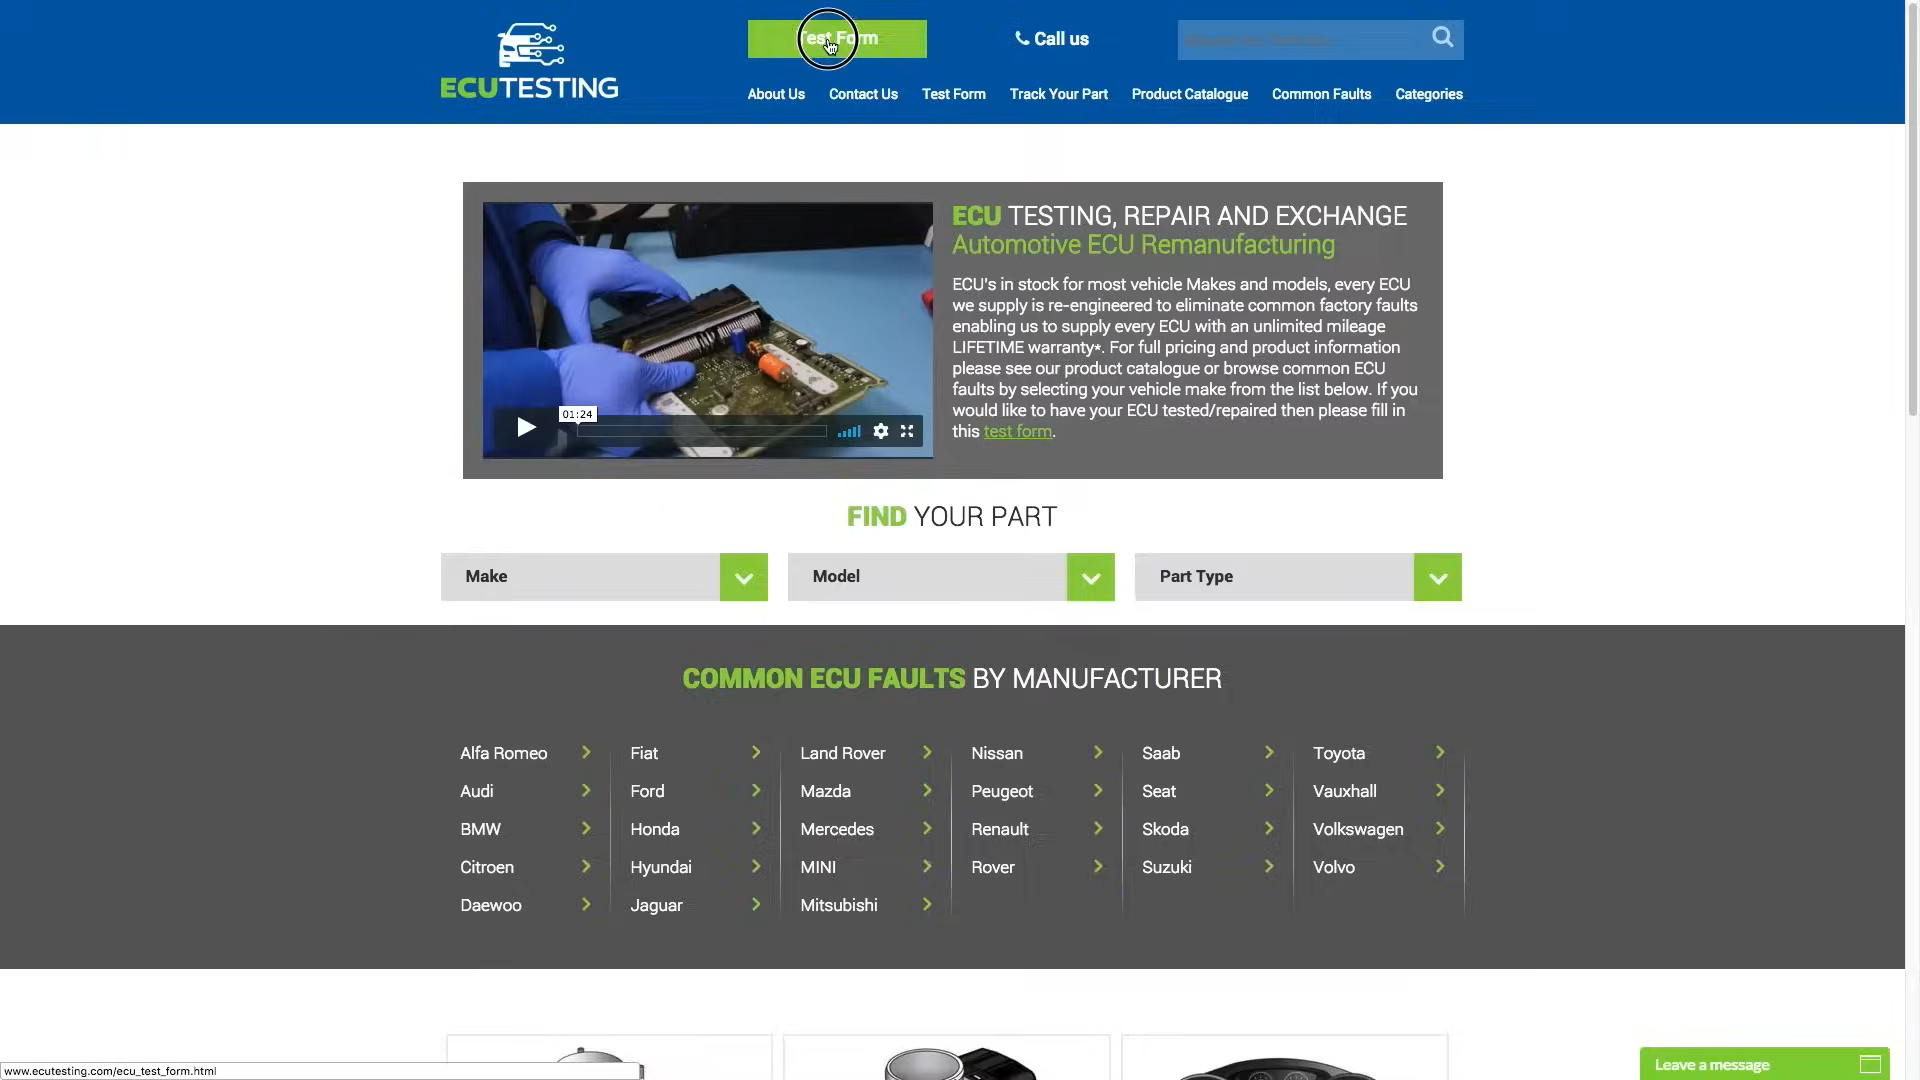 Test Form
Call us
ECUTESTING
About Us
Contact Us
Test Form
Track Your Part
Product Catalogue
Common Faults
Categories
ECU TESTING, REPAIR AND EXCHANGE
Automotive ECU Remanufacturing
ECU's in stock for most vehicle Makes and models, every ECU
we supply is re-engineered to eliminate common factory faults
enabling us to supply every ECU with an unlimited mileage
LIFETIME warranty*. For full pricing and product information
please see our product catalogue or browse common ECU
faults by selecting your vehicle make from the list below. If you
would like to have your ECU tested/repaired then please fill in
this test form.
01:24
FIND YOUR PART
Make
Model
Part Type
COMMON ECU FAULTS BY MANUFACTURER
Alfa Romeo
Audi
BMW
Citroen
Daewoo
Fiat
Ford
Honda
Hyundai
Jaguar
Land Rover
Mazda
Mercedes
MINI
Mitsubishi
Nissan
Peugeot
Renault
Rover
Saab
Seat
Skoda
Suzuki
Toyota
Vauxhall
Volkswagen
Volvo
www.ecutesting.com/ecu_test_form.html
Leave a message